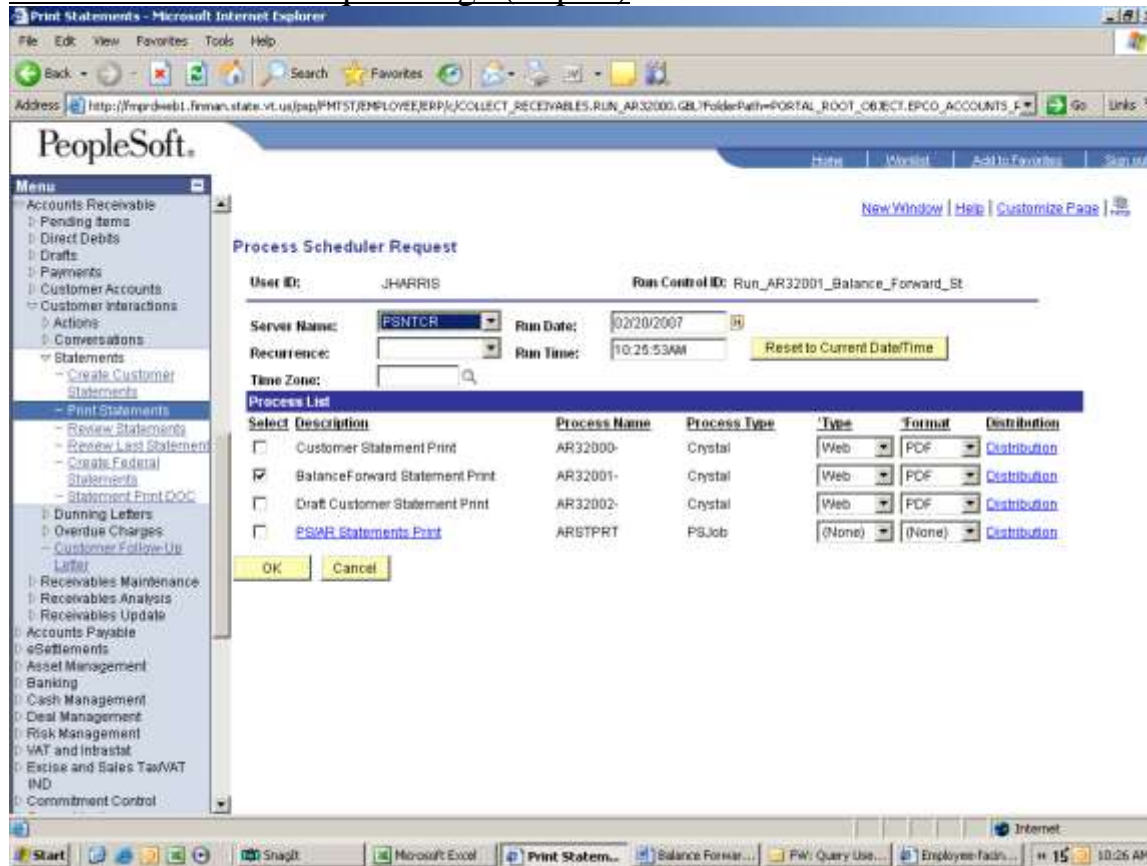 Print Statements - Microsoft Internet Explorer
File Edit View Favorites Tools Help
Back Search Favorites
Address http://fmprdweb1.finman.state.vt.us/psp/FMTST/EMPLOYEE/ERP/c/COLLECT_RECEIVABLES.RUN_AR32000.GBL?FolderPath=PORTAL_ROOT_OBJECT.EPCO_ACCOUNTS_ Go Links
PeopleSoft.
Home Worklist Add to Favorites Sign out
Menu
New Window | Help | Customize Page |
Accounts Receivable
Pending Items
Direct Debits
Drafts
Payments
Customer Accounts
Customer Interactions
Actions
Conversations
Statements
Create Customer
Statements
Print Statements
Review Statements
Review Last Statement
Create Federal
Statements
Statement Print DOC
Dunning Letters
Overdue Charges
Customer Follow-Up
Letter
Receivables Maintenance
Receivables Analysis
Receivables Update
Accounts Payable
eSettlements
Asset Management
Banking
Cash Management
Deal Management
Risk Management
VAT and Intrastat
Excise and Sales Tax/VAT
IND
Commitment Control
Process Scheduler Request
User ID: JHARRIS Run Control ID: Run_AR32001_Balance_Forward_St
Server Name: PSNTCR Run Date: 02/20/2007
Recurrence: Run Time: 10:25:53AM Reset to Current Date/Time
Time Zone:
Process List
Select Description Process Name Process Type *Type *Format Distribution
Customer Statement Print AR32000- Crystal Web PDF Distribution
BalanceForward Statement Print AR32001- Crystal Web PDF Distribution
Draft Customer Statement Print AR32002- Crystal Web PDF Distribution
PS/AR Statements Print ARSTPRT PSJob (None) (None) Distribution
OK Cancel
Internet
Start SnagIt Microsoft Excel Print Statem... Balance Forwar... FW: Query Use... Employee-facin... 15 10:26 A